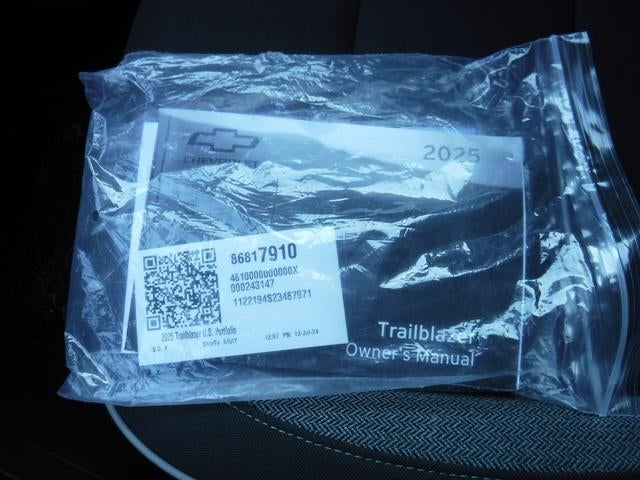 CHEVROLET
2025
86817910
4810000000000X
000243147
1122194S23487971
2025 Trailblazer U.S. Portfolio
12:57 PM, 12-Jul-24
Trailblazer
Owner's Manual